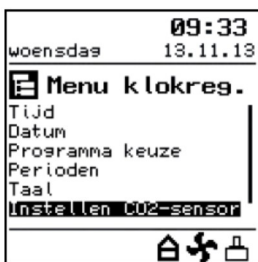 09:33
woensdag 13.11.13
Menu klokreg.
Tijd
Datum
Programma keuze
Perioden
Taal
Instellen CO2-sensor